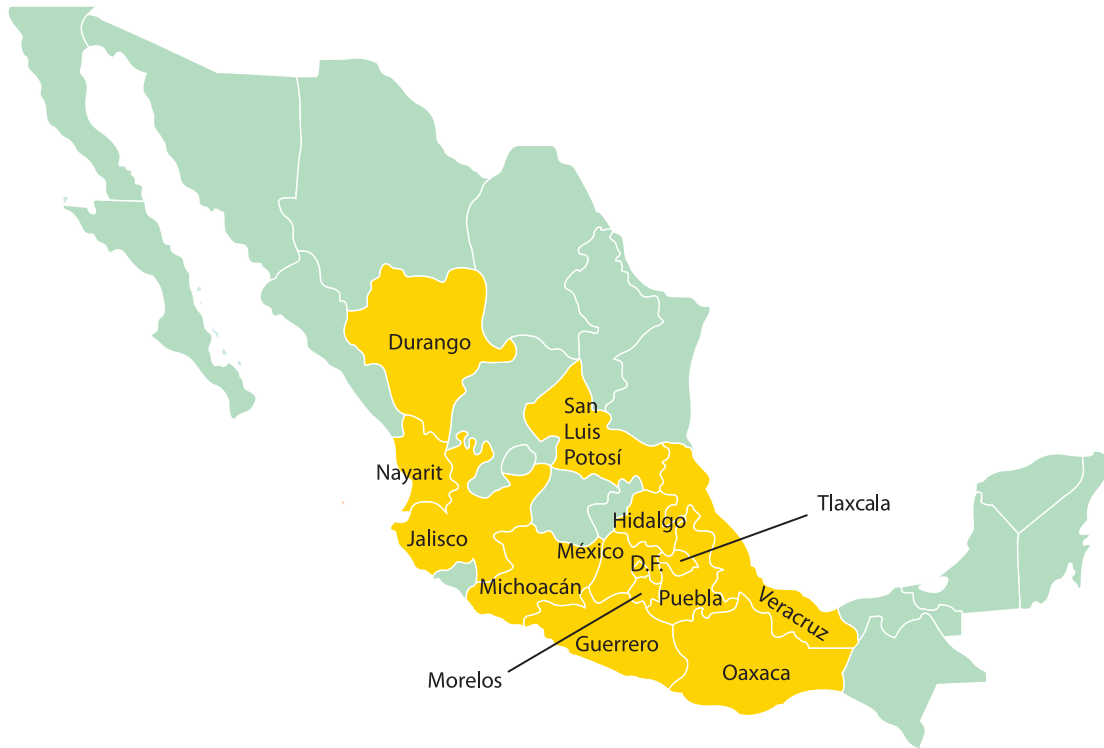 Durango
San
Luis
Potosí
Nayarit
Tlaxcala
Hidalgo
Jalisco
México
D.F.
Michoacán
Puebla
Veracruz
Guerrero
Oaxaca
Morelos